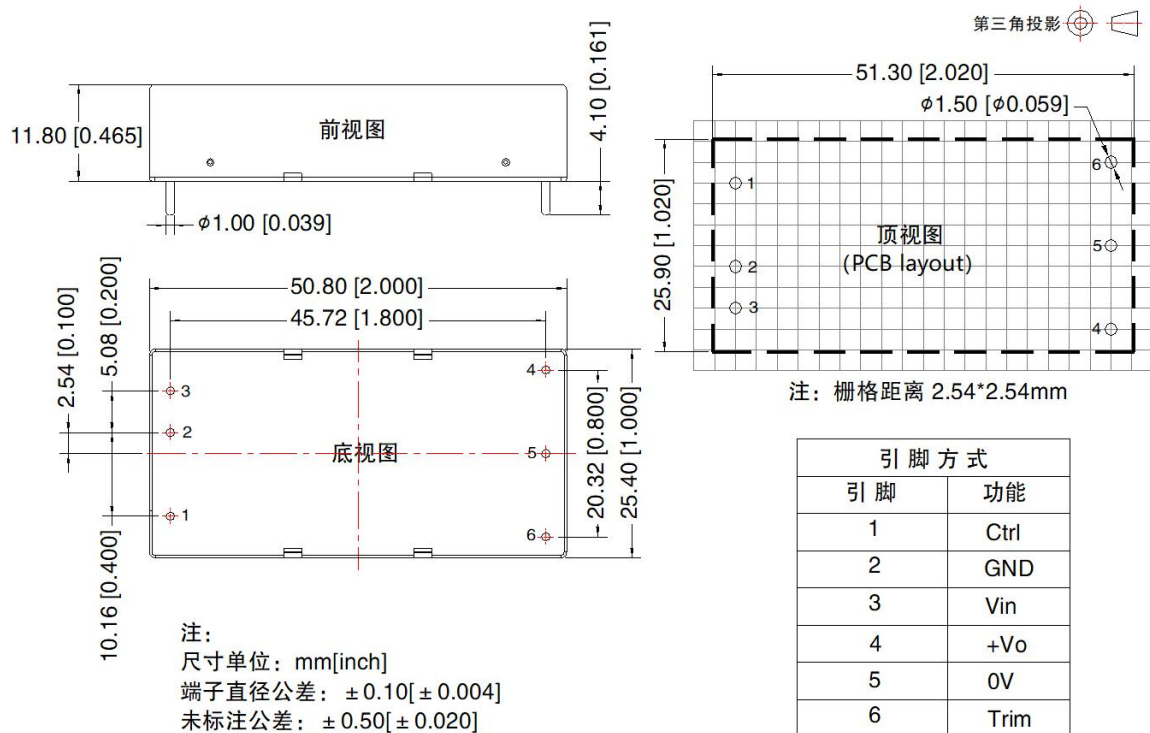 第三角投影
11.80 [0.465]
前视图
4.10 [0.161]
φ1.00 [0.039]
51.30 [2.020]
φ1.50 [φ0.059]
25.90 [1.020]
1
2
3
6
5
4
顶视图
(PCB layout)
注：栅格距离 2.54*2.54mm
50.80 [2.000]
45.72 [1.800]
2.54 [0.100]
5.08 [0.200]
10.16 [0.400]
3
2
1
4
5
6
底视图
20.32 [0.800]
25.40 [1.000]
注：
尺寸单位：mm[inch]
端子直径公差：±0.10[±0.004]
未标注公差：±0.50[±0.020]
引 脚 方 式
引 脚 功能
1 Ctrl
2 GND
3 Vin
4 +Vo
5 0V
6 Trim